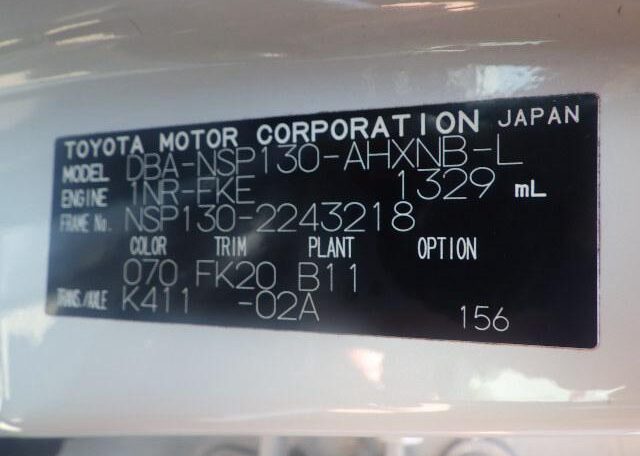 TOYOTA MOTOR CORPORATION JAPAN
MODEL DBA-NSP130-AHXNB-L
ENGINE 1NR-FKE 1329 mL
FRAME No. NSP130-2243218
COLOR TRIM PLANT OPTION
070 FK20 B11
TRANS./AXLE K411 -02A
156